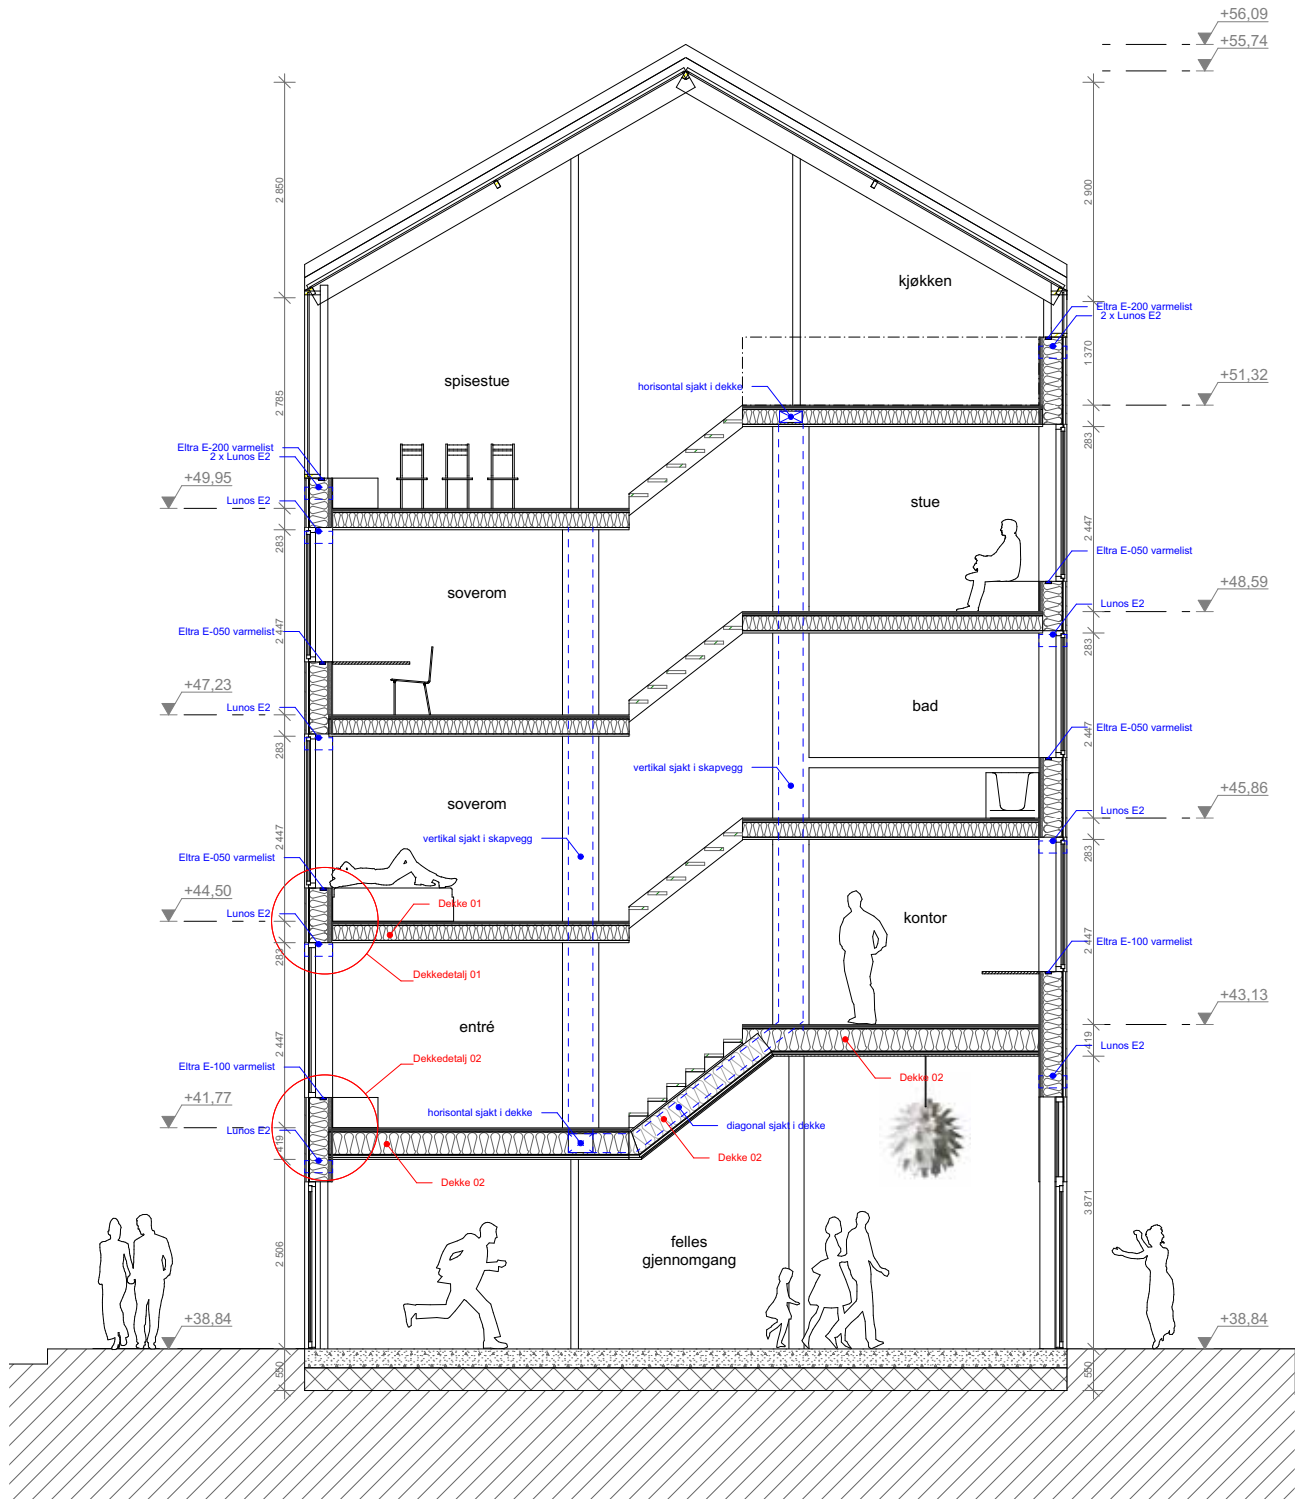 +56,09
+55,74
2 850
2 900
kjøkken
Eltra E-200 varmelist
2 x Lunos E2
1 370
spisestue
horisontal sjakt i dekke
+51,32
2 785
Eltra E-200 varmelist
2 x Lunos E2
283
+49,95
Lunos E2
stue
283
2 447
Eltra E-050 varmelist
soverom
+48,59
Lunos E2
2 447
Eltra E-050 varmelist
283
+47,23
Lunos E2
bad
283
2 447
Eltra E-050 varmelist
vertikal sjakt i skapvegg
+45,86
soverom
Lunos E2
2 447
vertikal sjakt i skapvegg
283
Eltra E-050 varmelist
+44,50
Dekke 01
Lunos E2
kontor
2 447
Eltra E-100 varmelist
283
Dekkedetalj 01
+43,13
entré
2 447
419
Lunos E2
Dekkedetalj 02
Eltra E-100 varmelist
Dekke 02
+41,77
horisontal sjakt i dekke
diagonal sjakt i dekke
Lunos E2
419
Dekke 02
Dekke 02
3 871
felles
gjennomgang
2 506
+38,84
+38,84
550
550